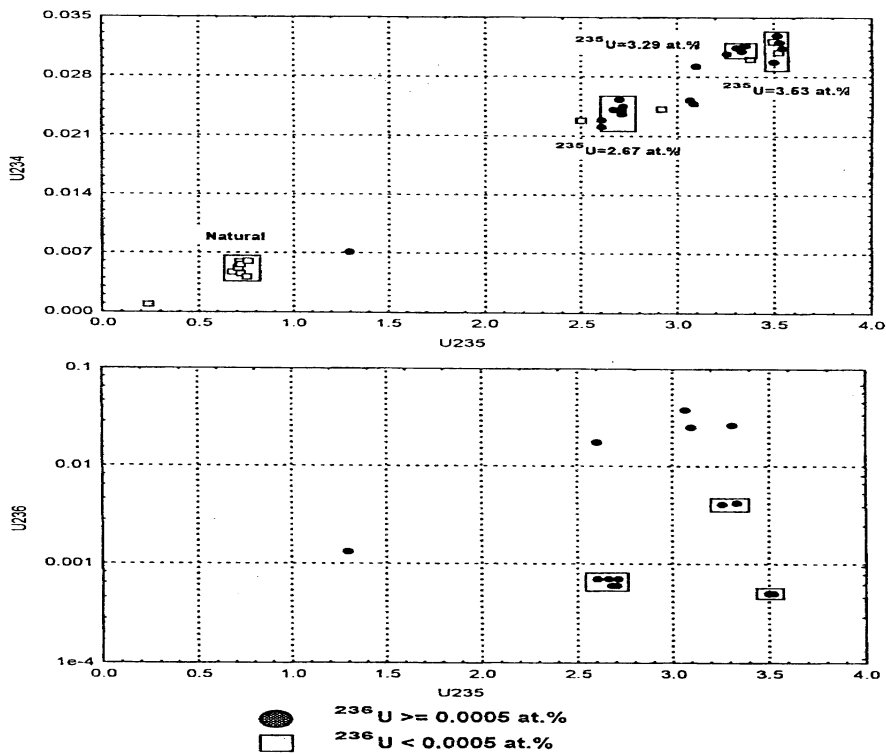 0.035
0.028
0.021
0.014
0.007
0.000
U234
²³⁵U=3.29 at.%
²³⁵U=3.53 at.%
²³⁵U=2.67 at.%
Natural
0.0 0.5 1.0 1.5 2.0 2.5 3.0 3.5 4.0
U235
0.1
0.01
0.001
1e-4
U236
0.0 0.5 1.0 1.5 2.0 2.5 3.0 3.5 4.0
U235
²³⁶U >= 0.0005 at.%
²³⁶U < 0.0005 at.%